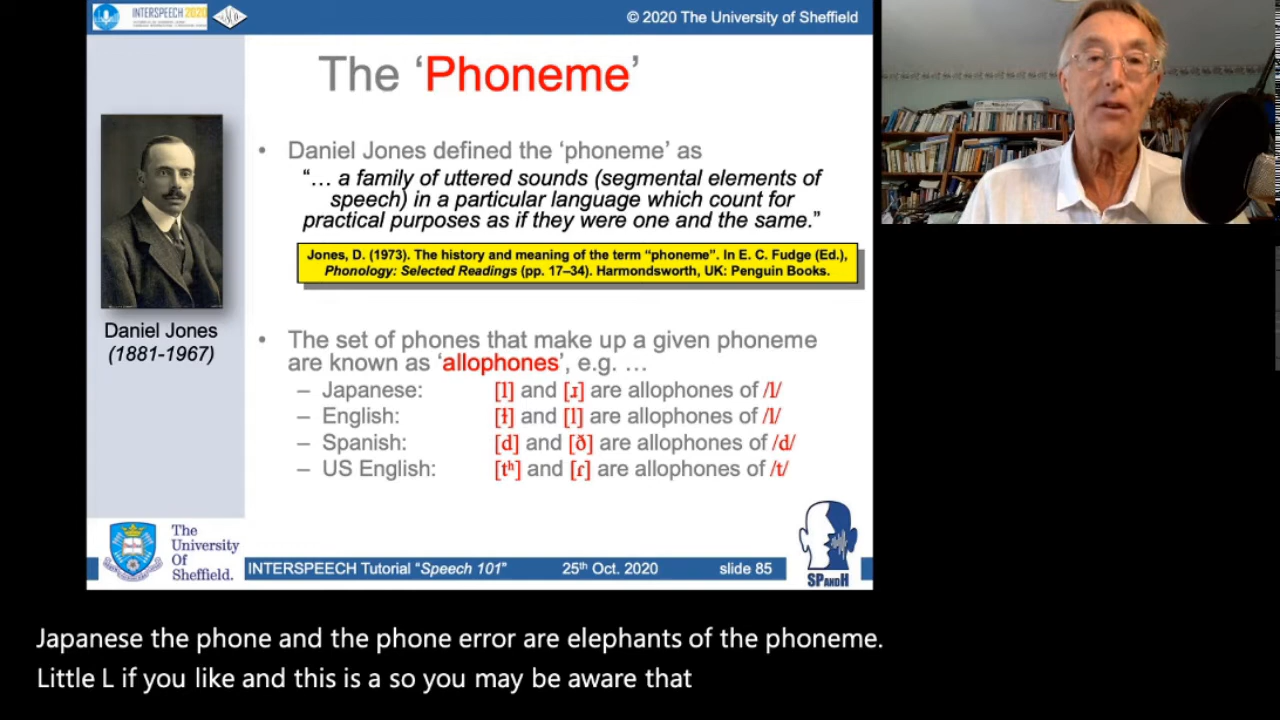 INTERSPEECH 2020
© 2020 The University of Sheffield
The ‘Phoneme’
• Daniel Jones defined the ‘phoneme’ as
“… a family of uttered sounds (segmental elements of
speech) in a particular language which count for
practical purposes as if they were one and the same.”
Jones, D. (1973). The history and meaning of the term “phoneme”. In E. C. Fudge (Ed.),
Phonology: Selected Readings (pp. 17–34). Harmondsworth, UK: Penguin Books.
Daniel Jones
(1881-1967)
• The set of phones that make up a given phoneme
are known as ‘allophones’, e.g. …
– Japanese: [l] and [ɹ] are allophones of /l/
– English: [ɫ] and [l] are allophones of /l/
– Spanish: [d] and [ð] are allophones of /d/
– US English: [tʰ] and [ɾ] are allophones of /t/
The
University
Of
Sheffield.
INTERSPEECH Tutorial “Speech 101” 25th Oct. 2020 slide 85
SPANDH
Japanese the phone and the phone error are elephants of the phoneme.
Little L if you like and this is a so you may be aware that